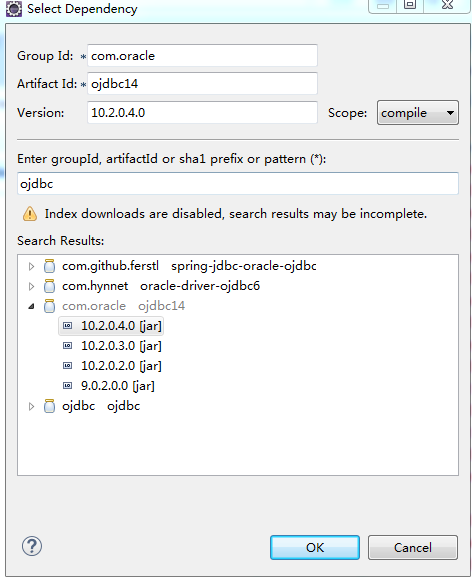 Select Dependency
Group Id: * com.oracle
Artifact Id: * ojdbc14
Version: 10.2.0.4.0 Scope: compile
Enter groupId, artifactId or sha1 prefix or pattern (*):
ojdbc
Index downloads are disabled, search results may be incomplete.
Search Results:
com.github.ferstl spring-jdbc-oracle-ojdbc
com.hynnet oracle-driver-ojdbc6
com.oracle ojdbc14
10.2.0.4.0 [jar]
10.2.0.3.0 [jar]
10.2.0.2.0 [jar]
9.0.2.0.0 [jar]
ojdbc ojdbc
OK Cancel